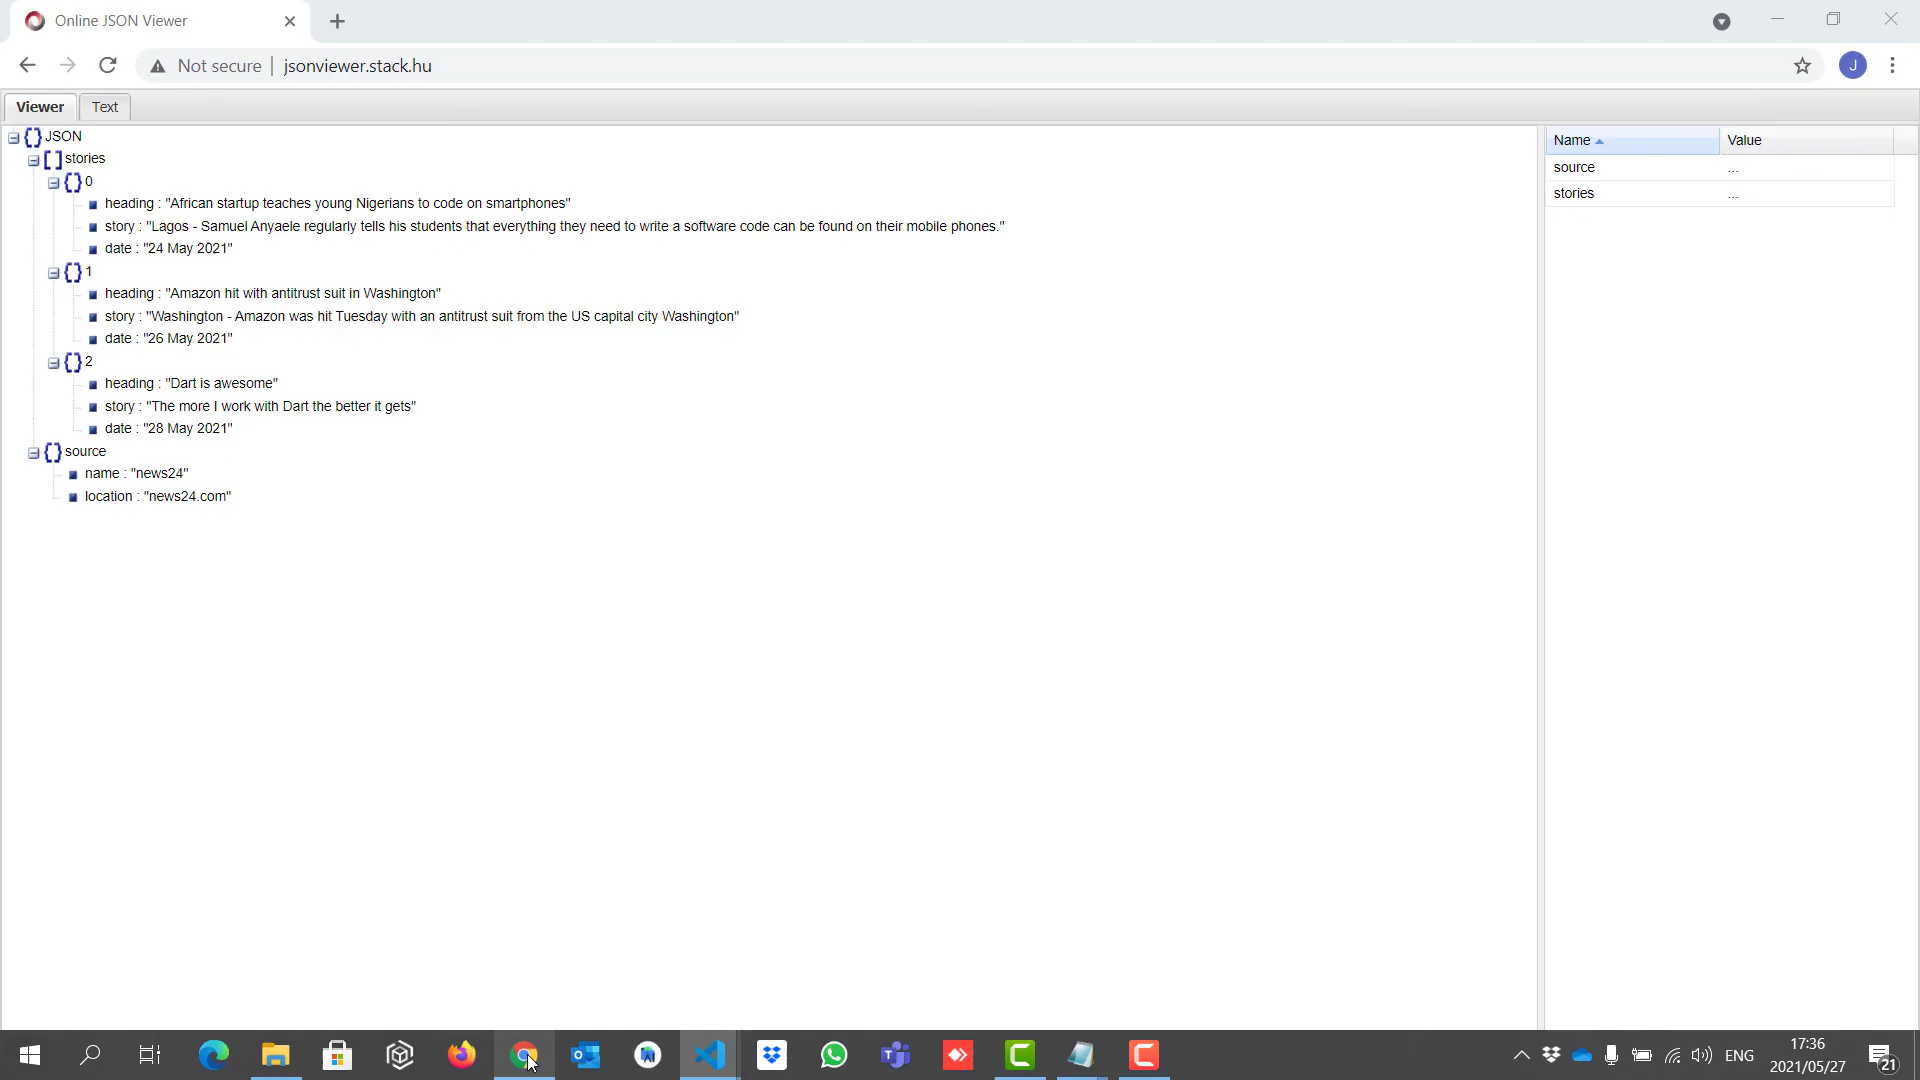 Online JSON Viewer
Not secure | jsonviewer.stack.hu
J
Viewer
Text
JSON
stories
0
heading : "African startup teaches young Nigerians to code on smartphones"
story : "Lagos - Samuel Anyaele regularly tells his students that everything they need to write a software code can be found on their mobile phones."
date : "24 May 2021"
1
heading : "Amazon hit with antitrust suit in Washington"
story : "Washington - Amazon was hit Tuesday with an antitrust suit from the US capital city Washington"
date : "26 May 2021"
2
heading : "Dart is awesome"
story : "The more I work with Dart the better it gets"
date : "28 May 2021"
source
name : "news24"
location : "news24.com"
Name Value
source ...
stories ...
ENG
17:36
2021/05/27
21